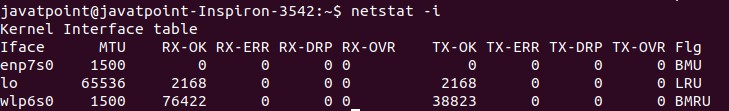 javatpoint@javatpoint-Inspiron-3542:~$ netstat -i
Kernel Interface table
Iface MTU RX-OK RX-ERR RX-DRP RX-OVR TX-OK TX-ERR TX-DRP TX-OVR Flg
enp7s0 1500 0 0 0 0 0 0 0 0 BMU
lo 65536 2168 0 0 0 2168 0 0 0 LRU
wlp6s0 1500 76422 0 0 0 38823 0 0 0 BMRU